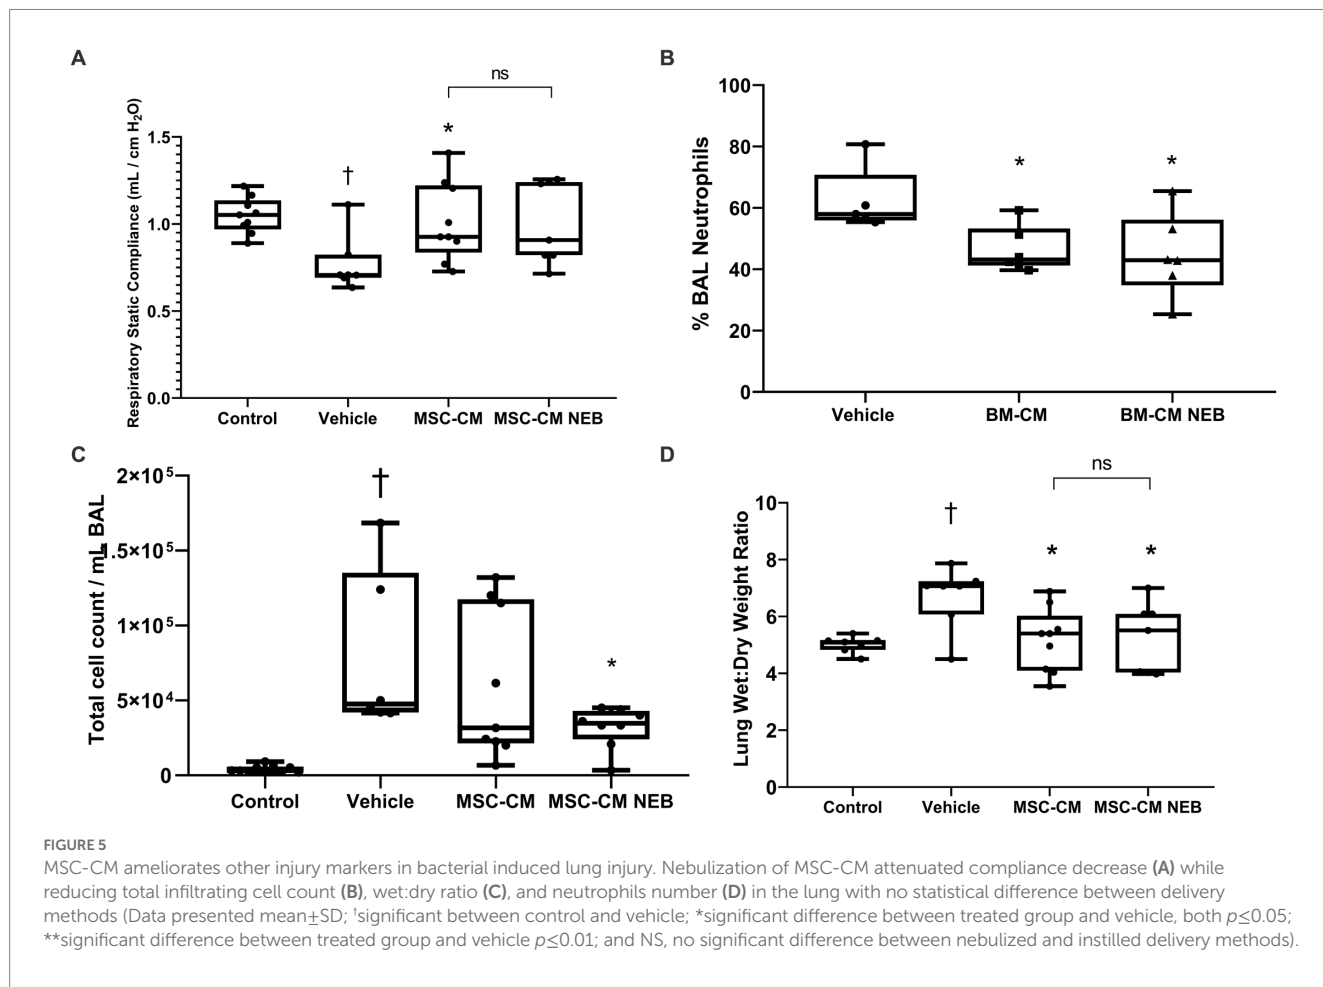 A
ns
*
†
Respiratory Static Compliance (mL / cm H₂O)
1.5
1.0
0.5
0.0
Control Vehicle MSC-CM MSC-CM NEB
B
100
80
60
40
20
0
% BAL Neutrophils
* *
Vehicle BM-CM BM-CM NEB
C
2×10⁵
1.5×10⁵
1×10⁵
5×10⁴
0
Total cell count / mL BAL
†
*
Control Vehicle MSC-CM MSC-CM NEB
D
ns
10
8
6
4
2
0
Lung Wet:Dry Weight Ratio
†
* *
Control Vehicle MSC-CM MSC-CM NEB
FIGURE 5
MSC-CM ameliorates other injury markers in bacterial induced lung injury. Nebulization of MSC-CM attenuated compliance decrease (A) while
reducing total infiltrating cell count (B), wet:dry ratio (C), and neutrophils number (D) in the lung with no statistical difference between delivery
methods (Data presented mean±SD; †significant between control and vehicle; *significant difference between treated group and vehicle, both p≤0.05;
**significant difference between treated group and vehicle p≤0.01; and NS, no significant difference between nebulized and instilled delivery methods).